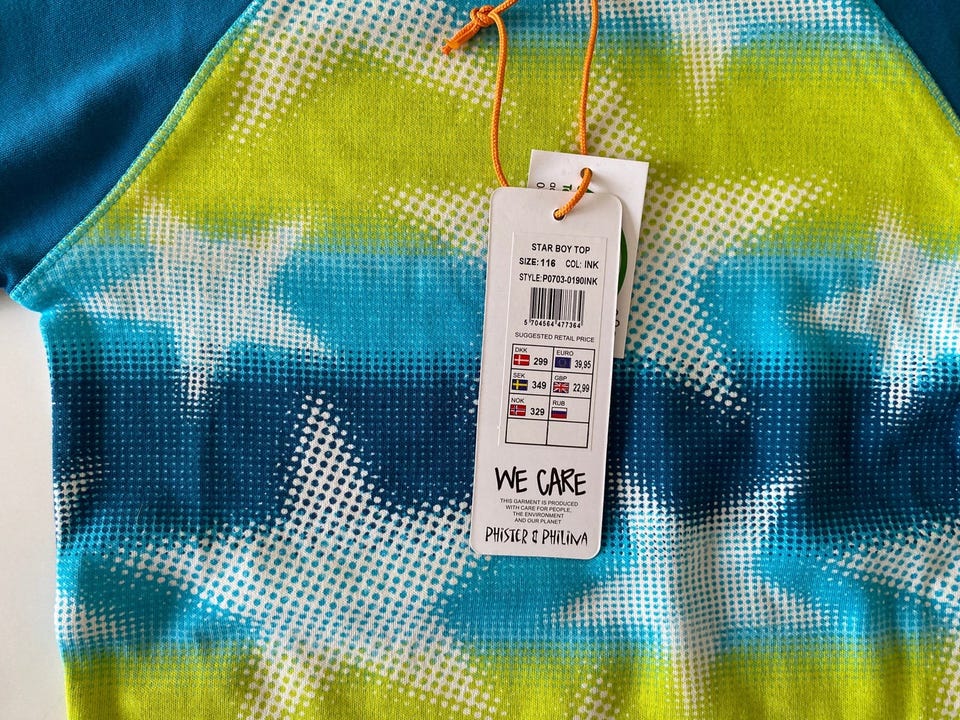 STAR BOY TOP
SIZE: 116 COL: INK
STYLE:P0703-0190INK
5 704564 477364
SUGGESTED RETAIL PRICE
DKK 299 EURO 39,95
SEK 349 GBP 22,99
NOK 329 RUB
WE CARE
THIS GARMENT IS PRODUCED
WITH CARE FOR PEOPLE,
THE ENVIRONMENT
AND OUR PLANET
PHISTER & PHILINA